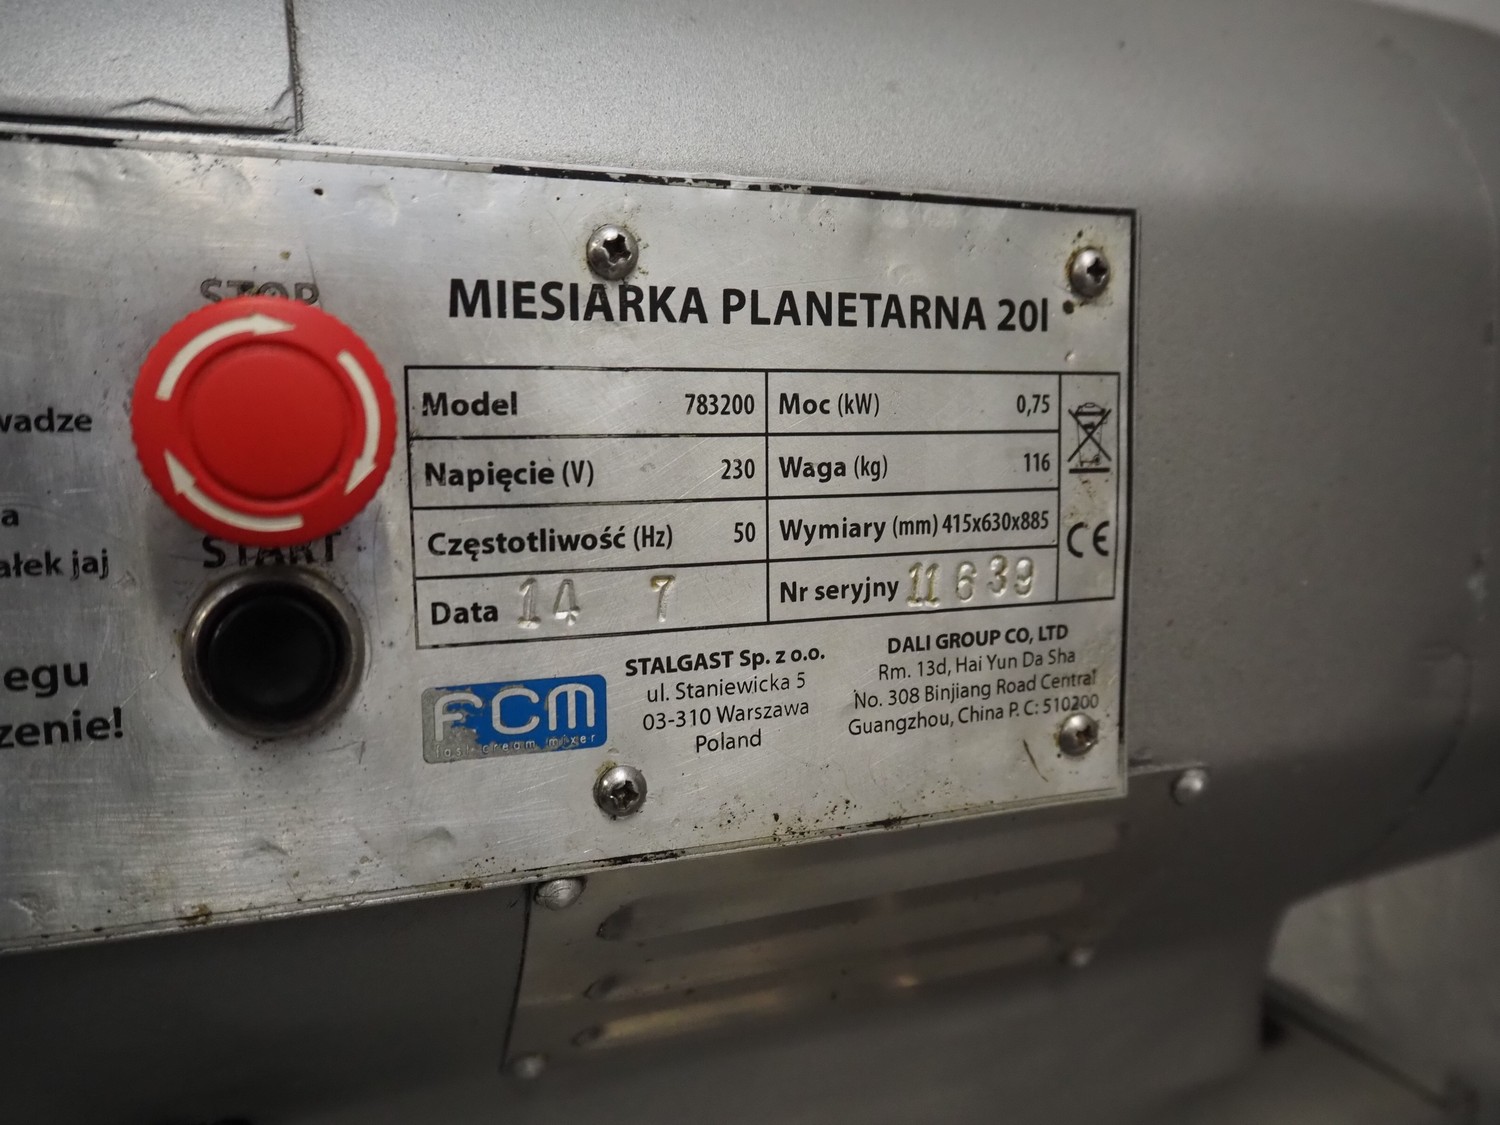 STOP
START
wadze
a
ałek jaj
egu
zenie!
MIESIARKA PLANETARNA 20l
Model 783200
Napięcie (V) 230
Częstotliwość (Hz) 50
Data 14 7
Moc (kW) 0,75
Waga (kg) 116
Wymiary (mm) 415x630x885
Nr seryjny 11639
CE
FCM
fast cream mixer
STALGAST Sp. z o.o.
ul. Staniewicka 5
03-310 Warszawa
Poland
DALI GROUP CO, LTD
Rm. 13d, Hai Yun Da Sha
No. 308 Binjiang Road Central
Guangzhou, China P. C: 510200